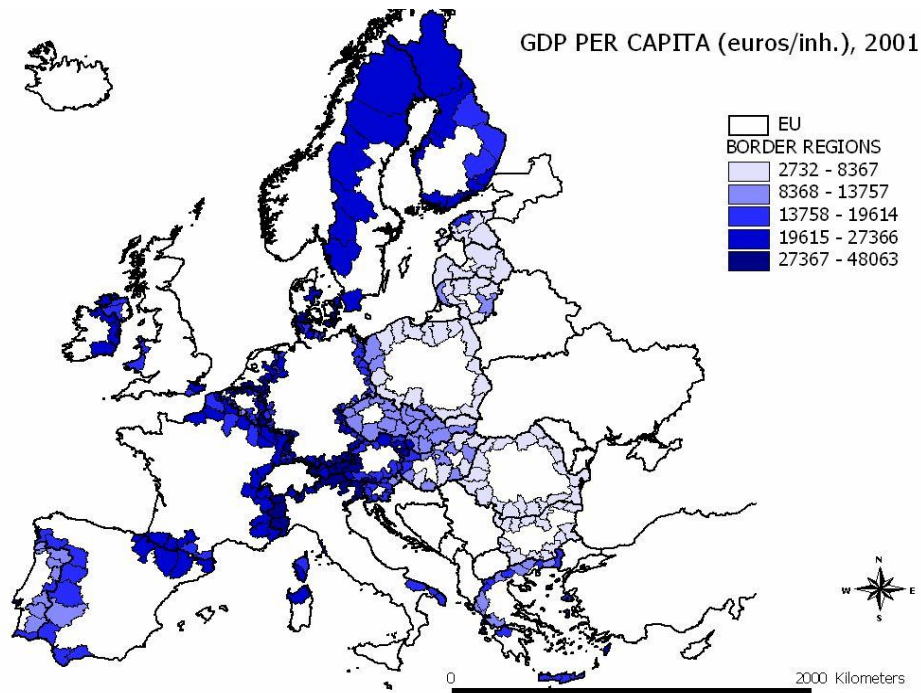 GDP PER CAPITA (euros/inh.), 2001
EU
BORDER REGIONS
2732 - 8367
8368 - 13757
13758 - 19614
19615 - 27366
27367 - 48063
N
W E
S
0 2000 Kilometers